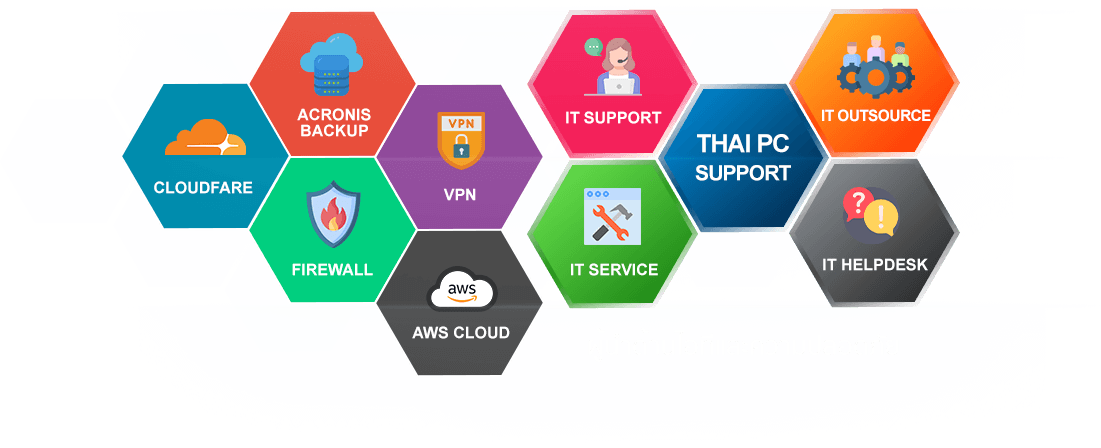 CLOUDFARE
ACRONIS
BACKUP
FIREWALL
VPN
VPN
aws
AWS CLOUD
IT SUPPORT
IT SERVICE
THAI PC
SUPPORT
IT OUTSOURCE
?
!
IT HELPDESK